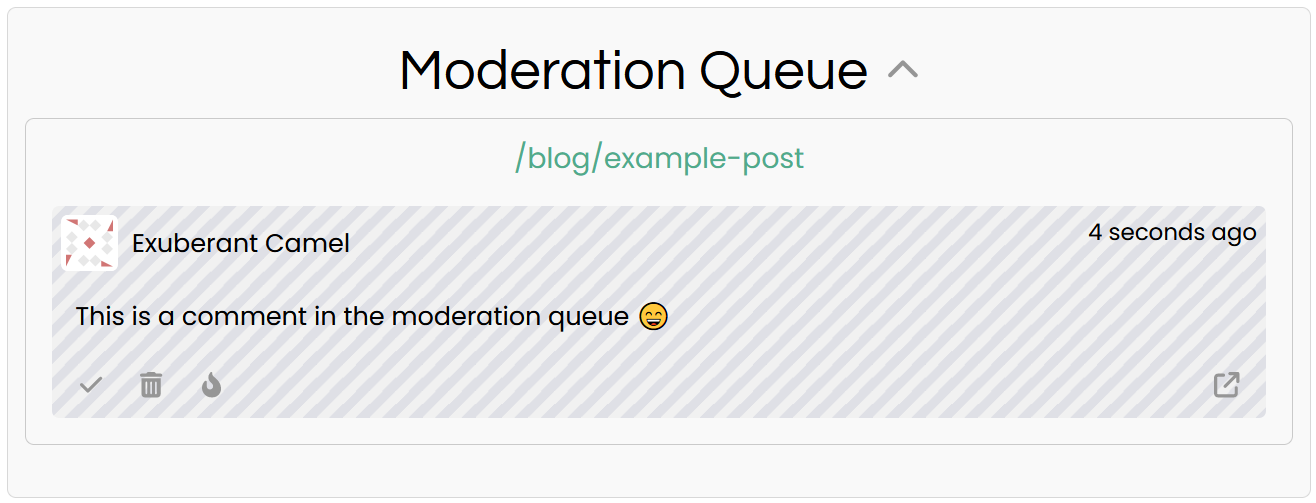 Moderation Queue
/blog/example-post
Exuberant Camel
4 seconds ago
This is a comment in the moderation queue 😄